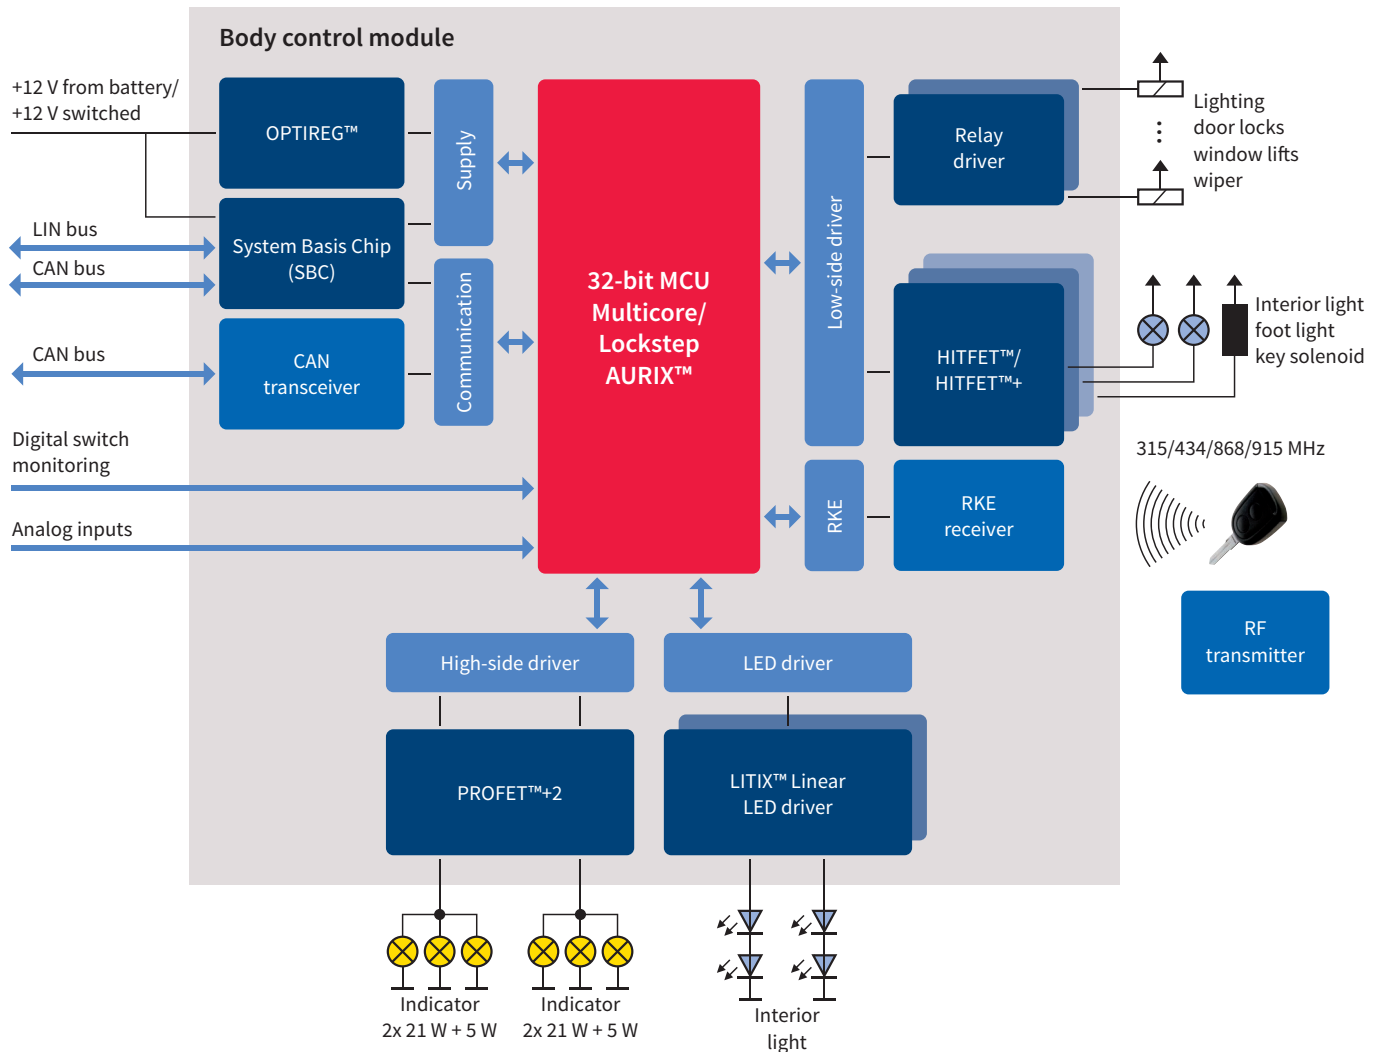 Body control module
+12 V from battery/
+12 V switched
OPTIREG™
Supply
System Basis Chip
(SBC)
LIN bus
CAN bus
CAN bus
CAN
transceiver
Communication
Digital switch
monitoring
Analog inputs
32-bit MCU
Multicore/
Lockstep
AURIX™
Low-side driver
Relay
driver
Lighting
door locks
window lifts
wiper
HITFET™/
HITFET™+
Interior light
foot light
key solenoid
RKE
RKE
receiver
315/434/868/915 MHz
RF
transmitter
High-side driver
LED driver
PROFET™+2
LITIX™ Linear
LED driver
Indicator
2x 21 W + 5 W
Indicator
2x 21 W + 5 W
Interior
light